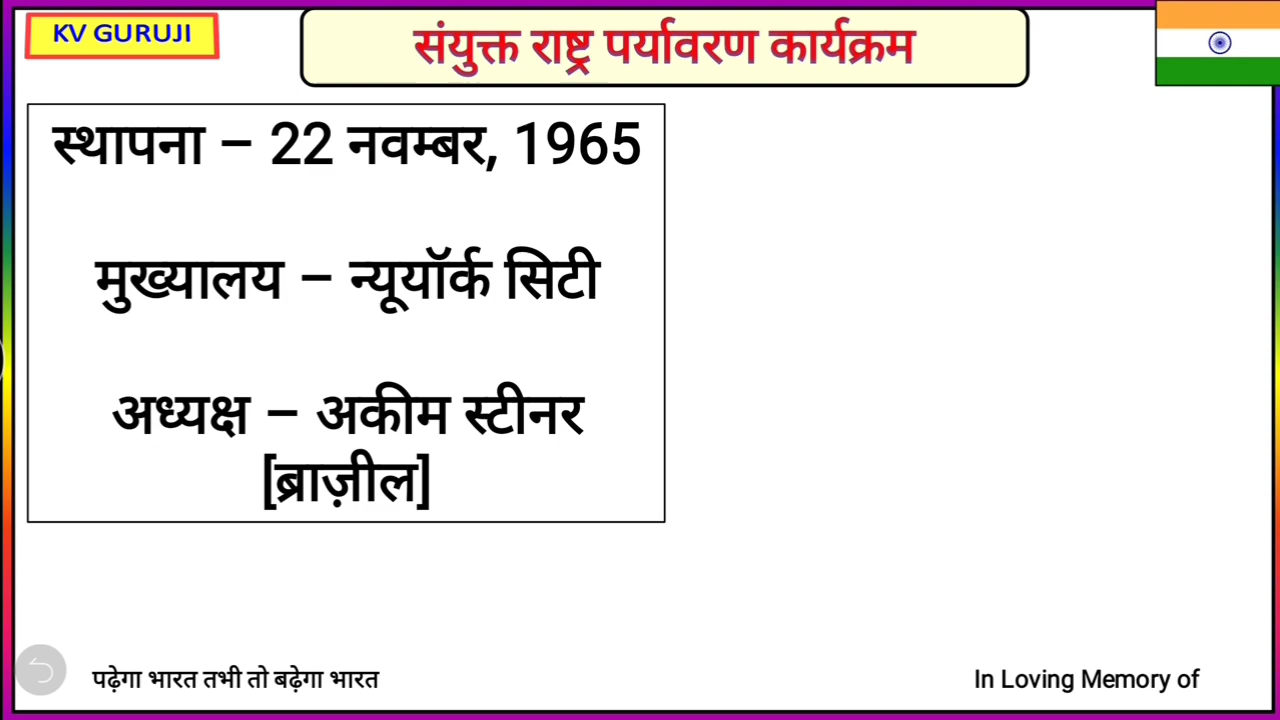 KV GURUJI
संयुक्त राष्ट्र पर्यावरण कार्यक्रम
स्थापना – 22 नवम्बर, 1965
मुख्यालय – न्यूयॉर्क सिटी
अध्यक्ष – अकीम स्टीनर
[ब्राज़ील]
पढ़ेगा भारत तभी तो बढ़ेगा भारत
In Loving Memory of